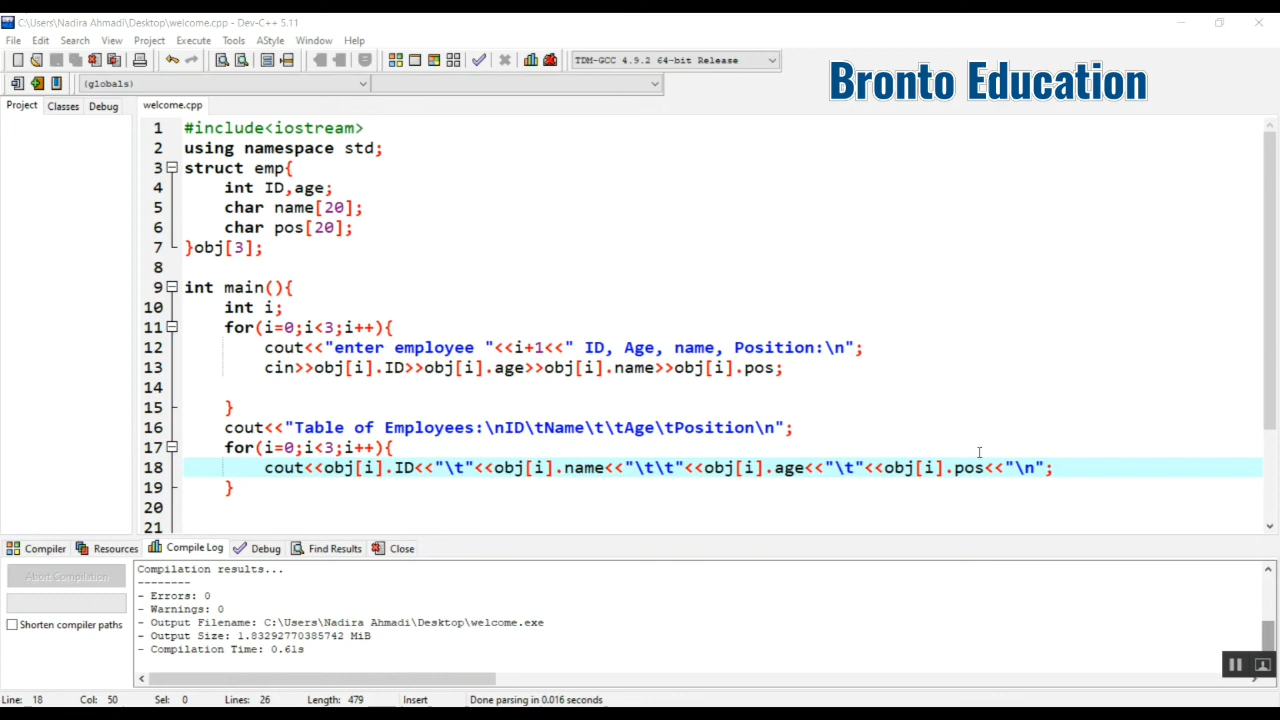 C:\Users\Nadira Ahmadi\Desktop\welcome.cpp - Dev-C++ 5.11
File Edit Search View Project Execute Tools AStyle Window Help
TDM-GCC 4.9.2 64-bit Release
(globals)
Bronto Education
Project Classes Debug welcome.cpp
1 #include<iostream>
2 using namespace std;
3 struct emp{
4 int ID,age;
5 char name[20];
6 char pos[20];
7 }obj[3];
8
9 int main(){
10 int i;
11 for(i=0;i<3;i++){
12 cout<<"enter employee "<<i+1<<" ID, Age, name, Position:\n";
13 cin>>obj[i].ID>>obj[i].age>>obj[i].name>>obj[i].pos;
14
15 }
16 cout<<"Table of Employees:\nID\tName\t\tAge\tPosition\n";
17 for(i=0;i<3;i++){
18 cout<<obj[i].ID<<"\t"<<obj[i].name<<"\t\t"<<obj[i].age<<"\t"<<obj[i].pos<<"\n";
19 }
20
21
Compiler Resources Compile Log Debug Find Results Close
Abort Compilation
Shorten compiler paths
Compilation results...
--------
- Errors: 0
- Warnings: 0
- Output Filename: C:\Users\Nadira Ahmadi\Desktop\welcome.exe
- Output Size: 1.83292770385742 MiB
- Compilation Time: 0.61s
Line: 18 Col: 50 Sel: 0 Lines: 26 Length: 479 Insert Done parsing in 0.016 seconds